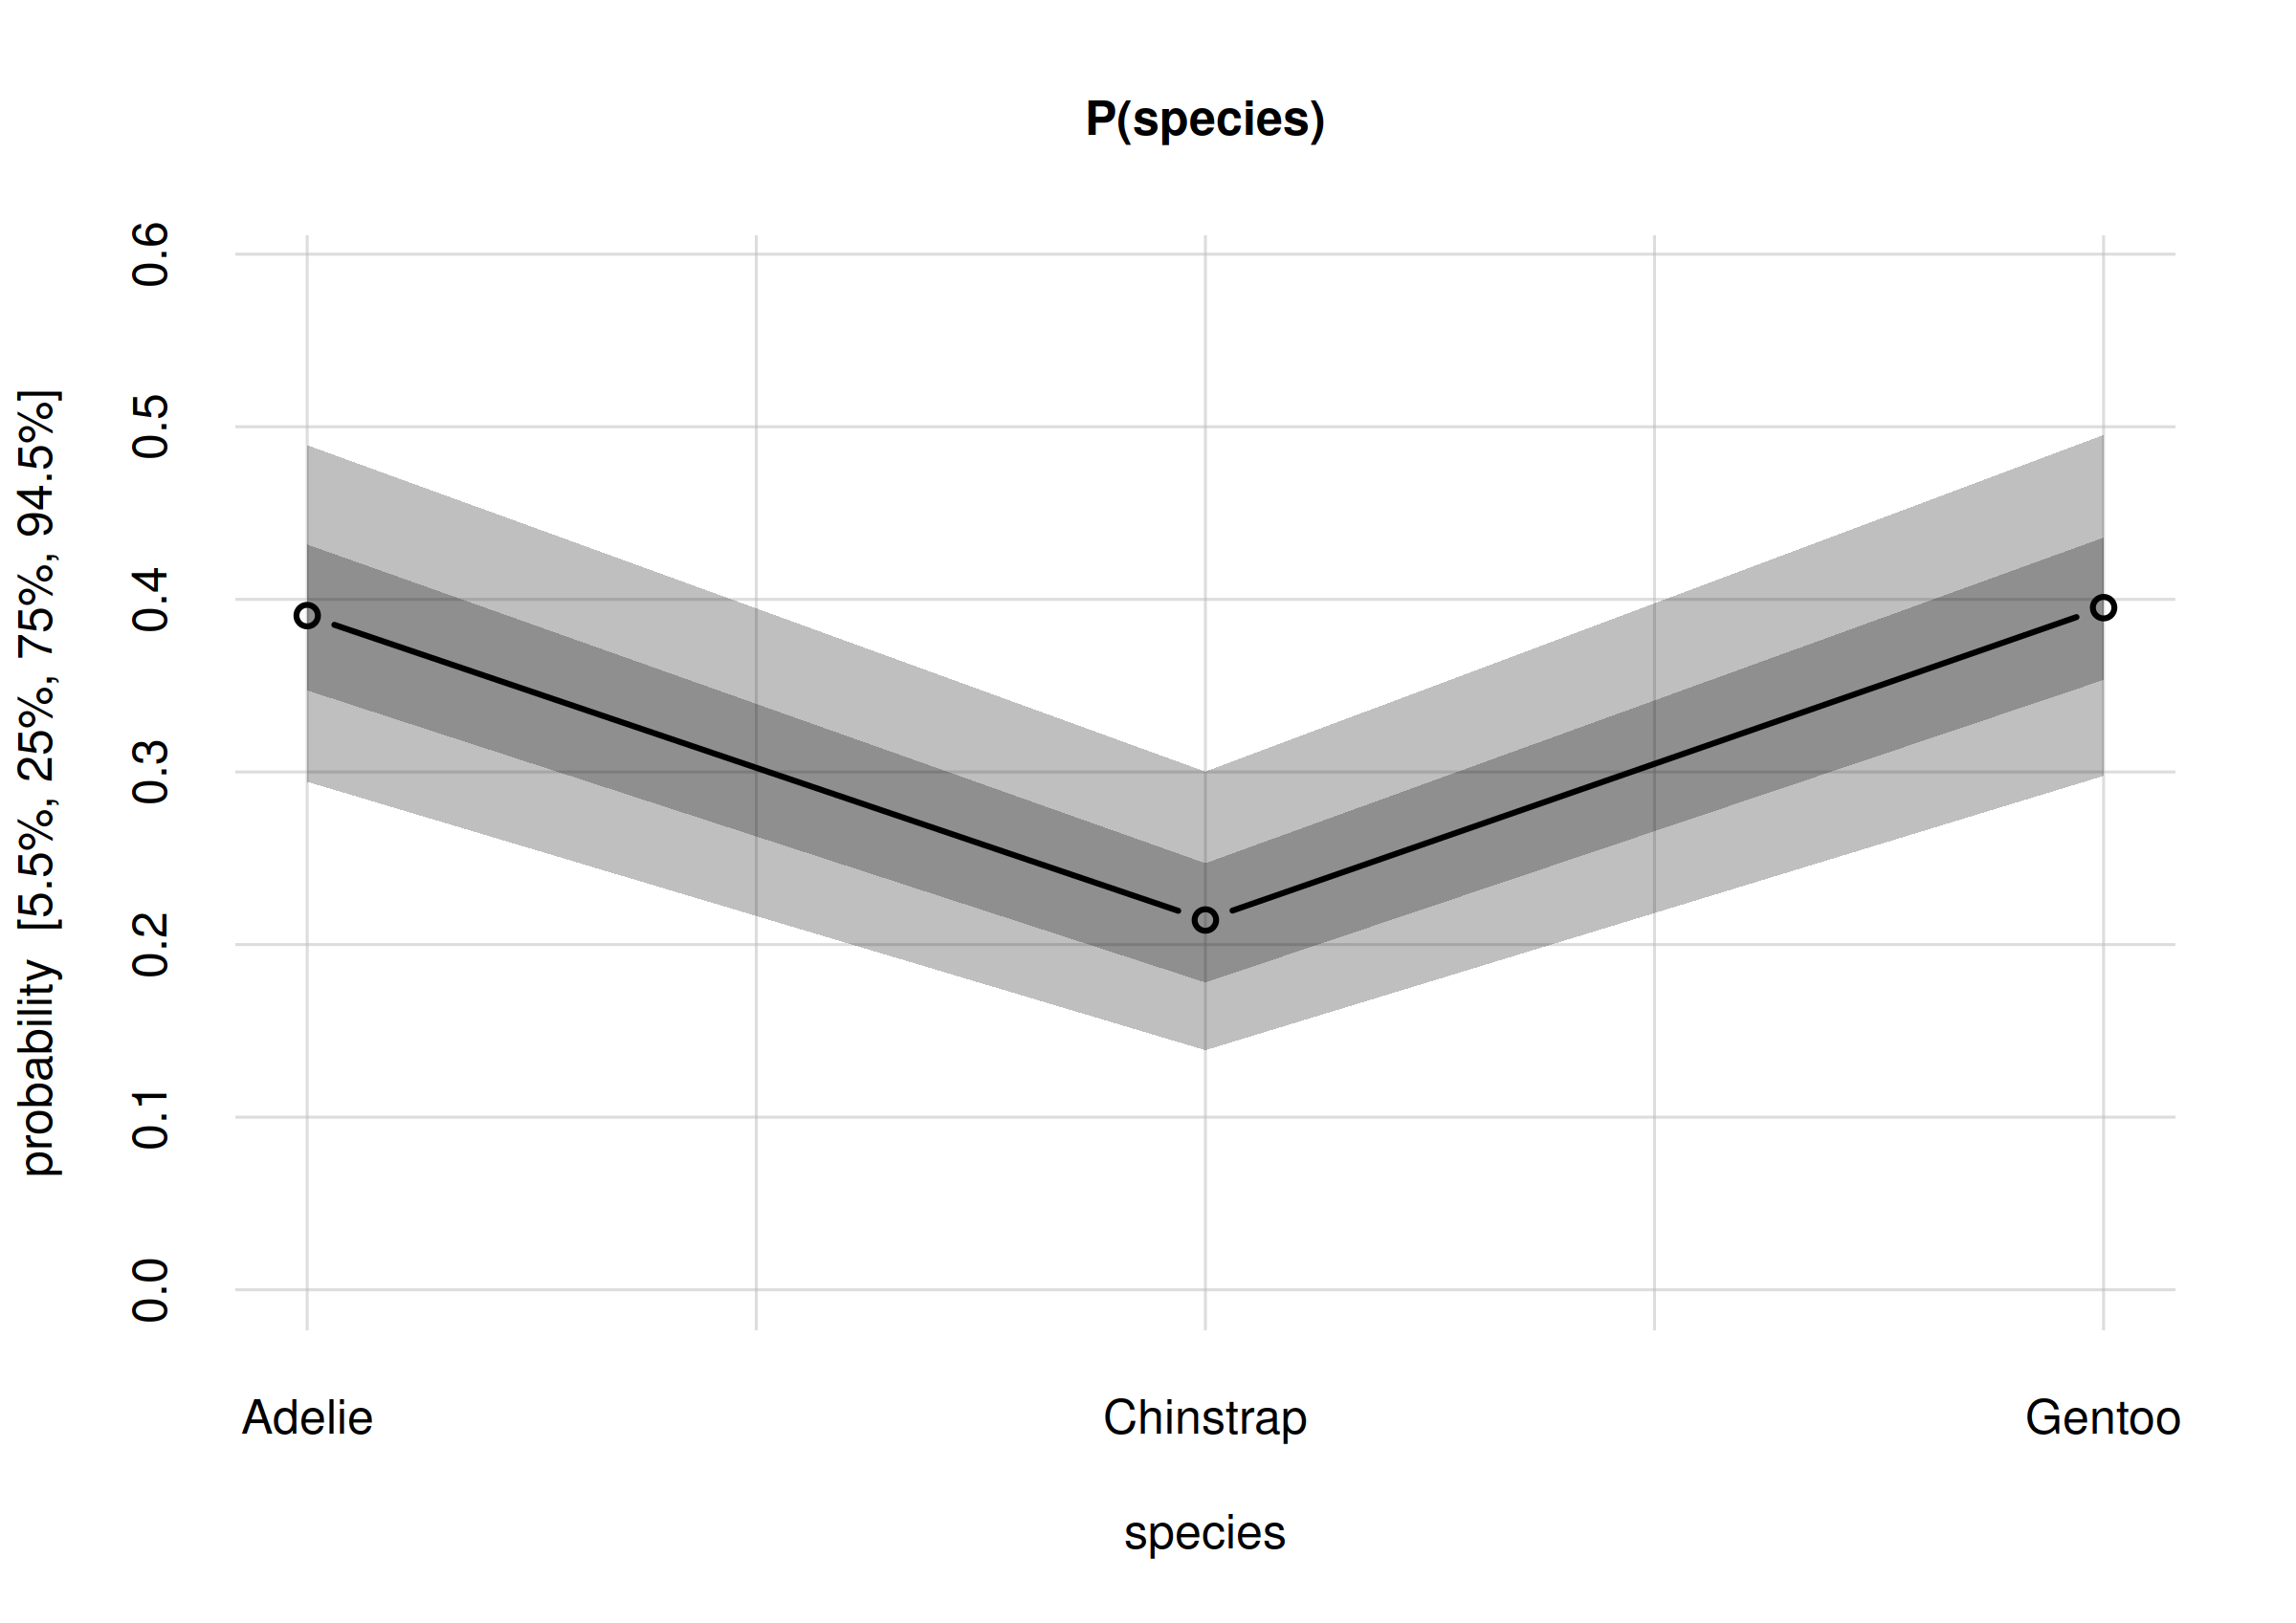 P(species)
probability  [5.5%, 25%, 75%, 94.5%]
0.6
0.5
0.4
0.3
0.2
0.1
0.0
Adelie Chinstrap Gentoo
species